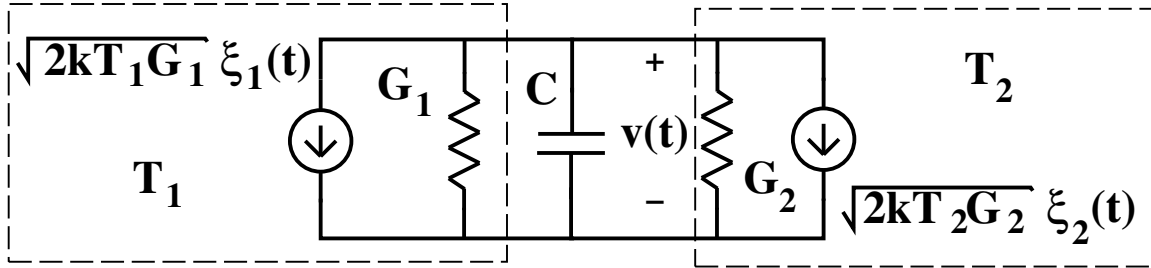 √2kT₁G₁ ξ₁(t)
T₁
G₁
C
+
v(t)
−
G₂
T₂
√2kT₂G₂ ξ₂(t)